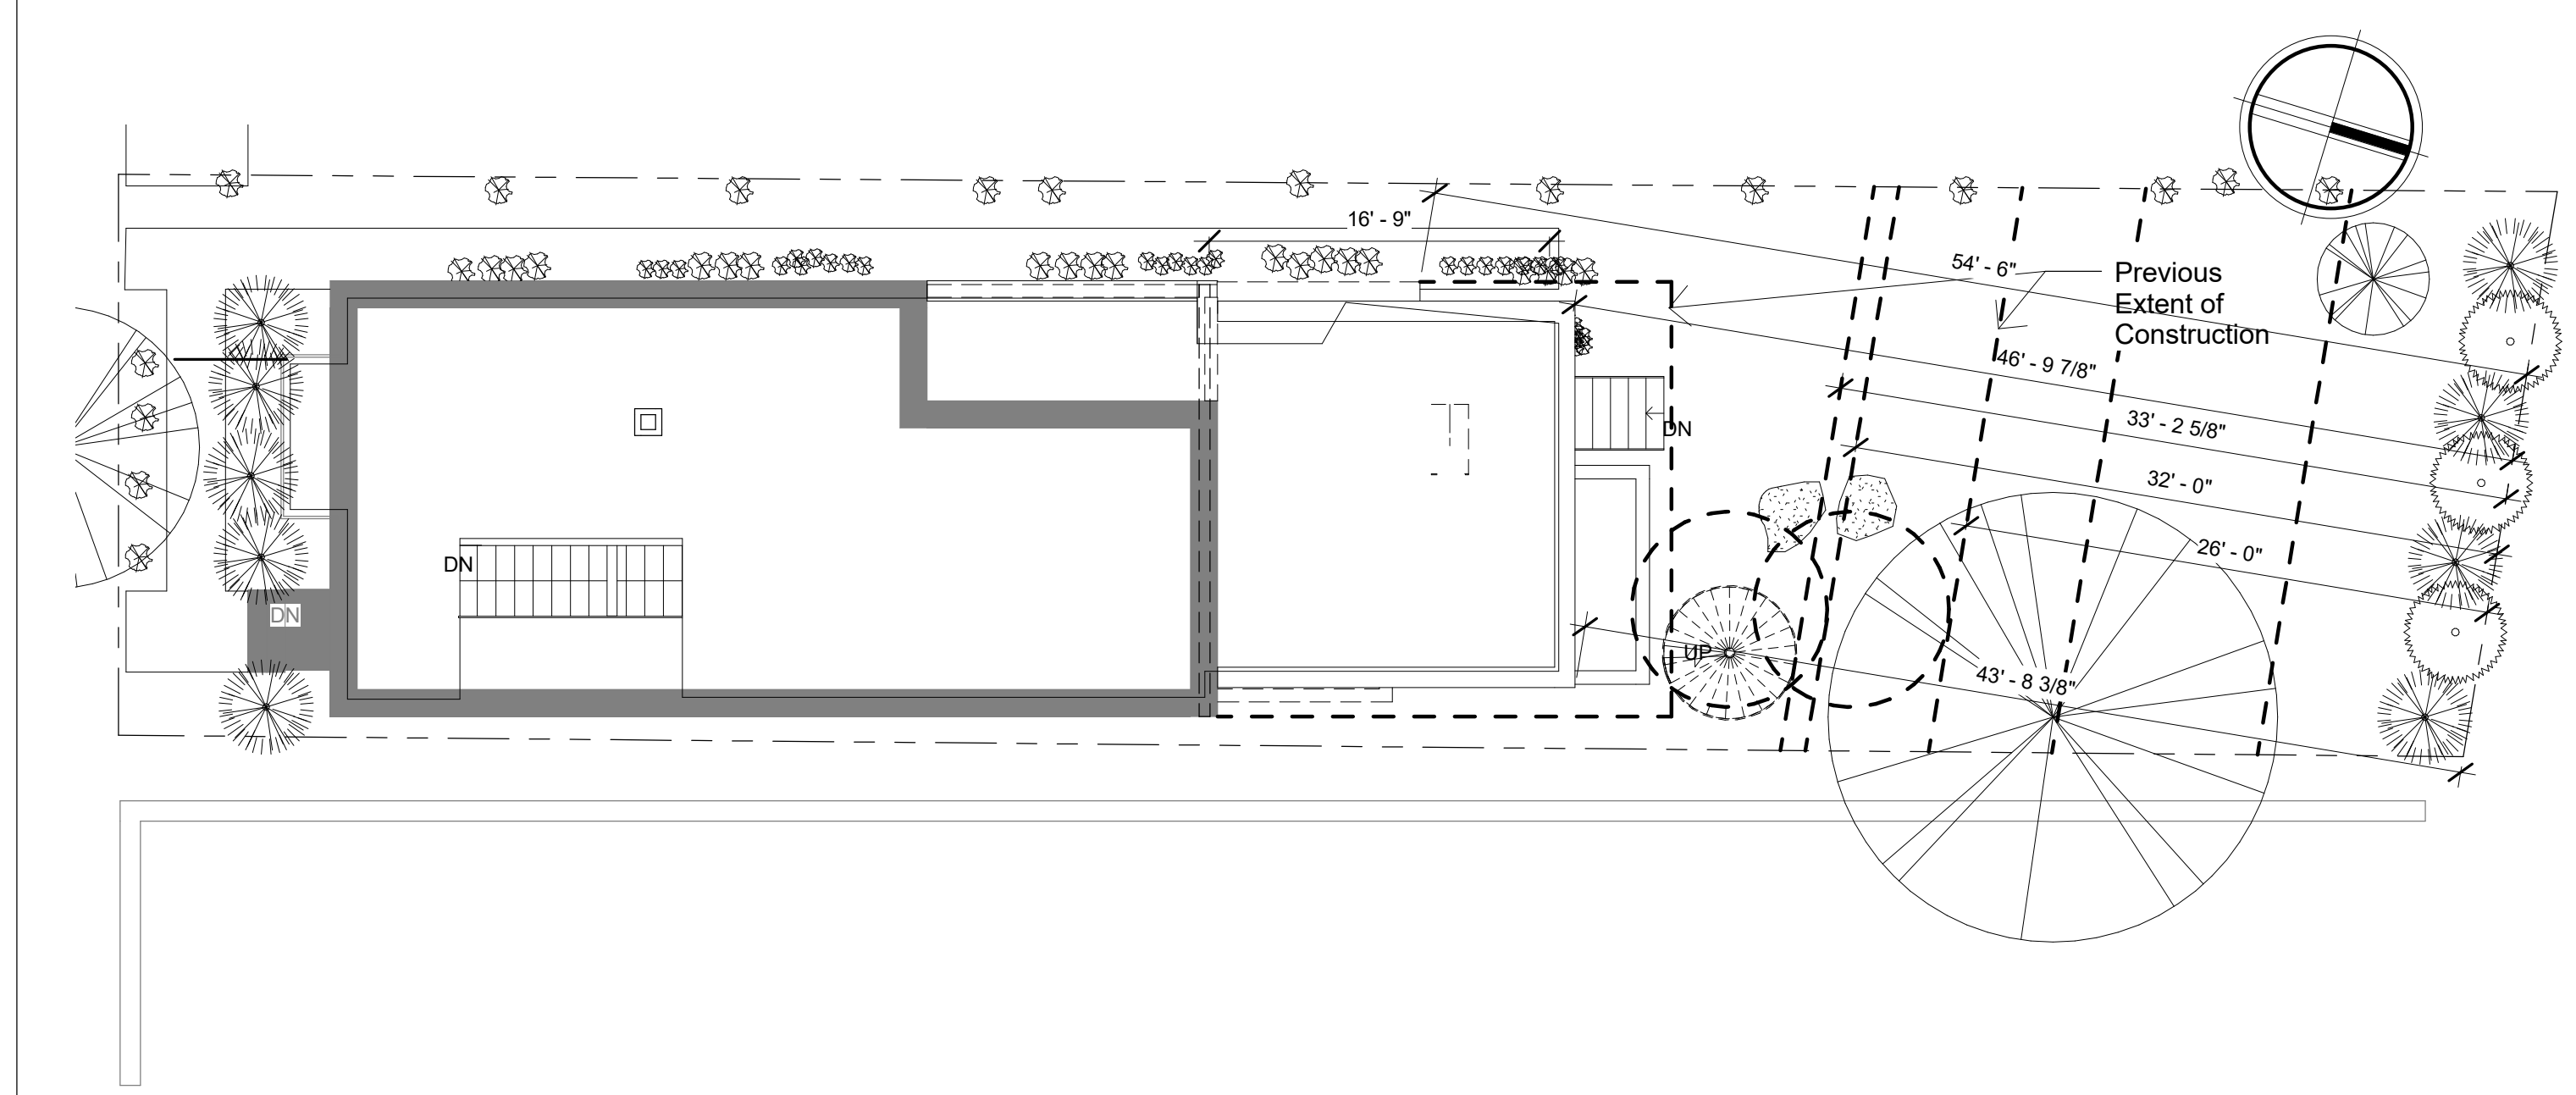 16' - 9"
54' - 6"
Previous
Extent of
Construction
46' - 9 7/8"
33' - 2 5/8"
DN
32' - 0"
26' - 0"
DN
DN
UP
43' - 8 3/8"